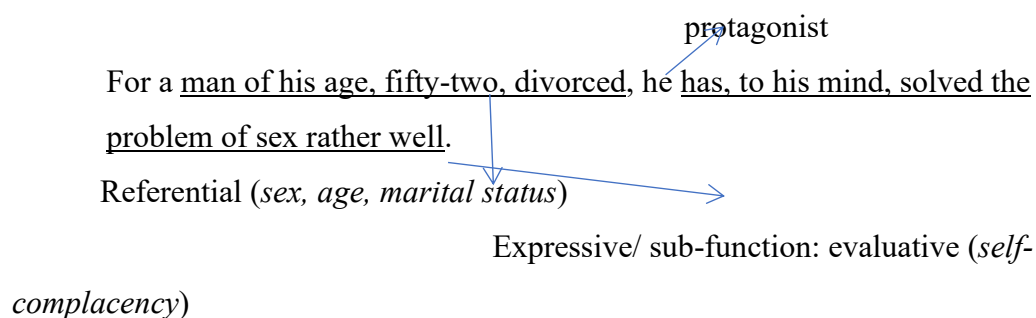 protagonist
For a man of his age, fifty-two, divorced, he has, to his mind, solved the
problem of sex rather well.
Referential (sex, age, marital status)
Expressive/ sub-function: evaluative (self-
complacency)